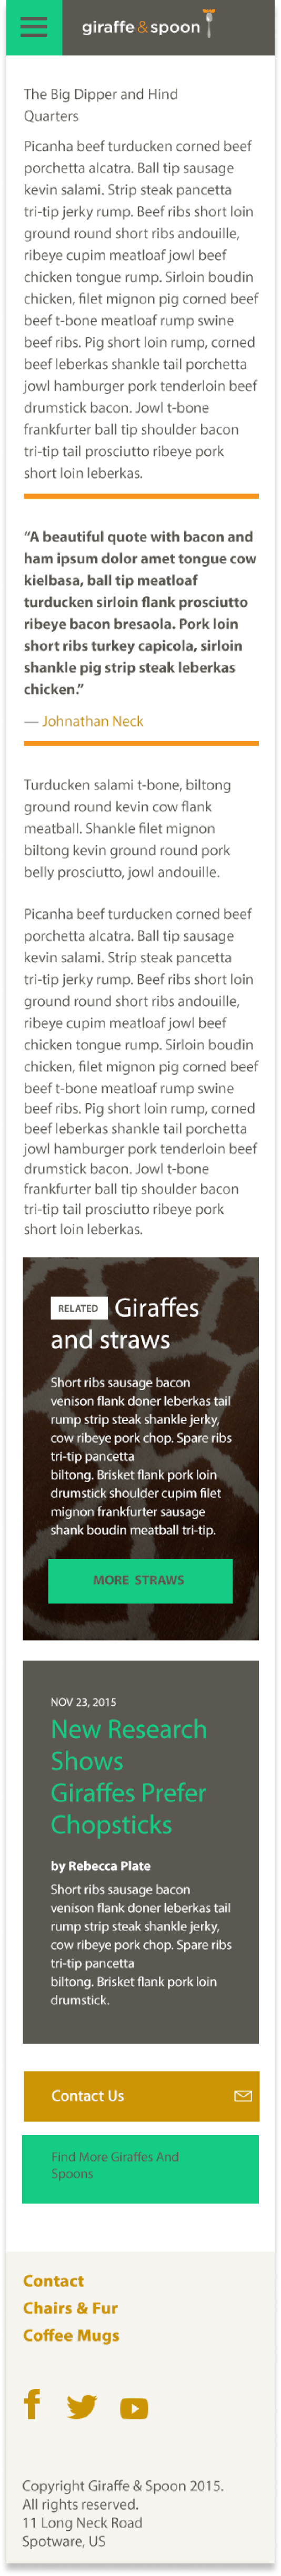 giraffe & spoon
The Big Dipper and Hind
Quarters
Picanha beef turducken corned beef
porchetta alcatra. Ball tip sausage
kevin salami. Strip steak pancetta
tri-tip jerky rump. Beef ribs short loin
ground round short ribs andouille,
ribeye cupim meatloaf jowl beef
chicken tongue rump. Sirloin boudin
chicken, filet mignon pig corned beef
beef t-bone meatloaf rump swine
beef ribs. Pig short loin rump, corned
beef leberkas shankle tail porchetta
jowl hamburger pork tenderloin beef
drumstick bacon. Jowl t-bone
frankfurter ball tip shoulder bacon
tri-tip tail prosciutto ribeye pork
short loin leberkas.
“A beautiful quote with bacon and
ham ipsum dolor amet tongue cow
kielbasa, ball tip meatloaf
turducken sirloin flank prosciutto
ribeye bacon bresaola. Pork loin
short ribs turkey capicola, sirloin
shankle pig strip steak leberkas
chicken.”
— Johnathan Neck
Turducken salami t-bone, biltong
ground round kevin cow flank
meatball. Shankle filet mignon
biltong kevin ground round pork
belly prosciutto, jowl andouille.
Picanha beef turducken corned beef
porchetta alcatra. Ball tip sausage
kevin salami. Strip steak pancetta
tri-tip jerky rump. Beef ribs short loin
ground round short ribs andouille,
ribeye cupim meatloaf jowl beef
chicken tongue rump. Sirloin boudin
chicken, filet mignon pig corned beef
beef t-bone meatloaf rump swine
beef ribs. Pig short loin rump, corned
beef leberkas shankle tail porchetta
jowl hamburger pork tenderloin beef
drumstick bacon. Jowl t-bone
frankfurter ball tip shoulder bacon
tri-tip tail prosciutto ribeye pork
short loin leberkas.
RELATED Giraffes
and straws
Short ribs sausage bacon
venison flank doner leberkas tail
rump strip steak shankle jerky,
cow ribeye pork chop. Spare ribs
tri-tip pancetta
biltong. Brisket flank pork loin
drumstick shoulder cupim filet
mignon frankfurter sausage
shank boudin meatball tri-tip.
MORE STRAWS
NOV 23, 2015
New Research
Shows
Giraffes Prefer
Chopsticks
by Rebecca Plate
Short ribs sausage bacon
venison flank doner leberkas tail
rump strip steak shankle jerky,
cow ribeye pork chop. Spare ribs
tri-tip pancetta
biltong. Brisket flank pork loin
drumstick.
Contact Us
Find More Giraffes And
Spoons
Contact
Chairs & Fur
Coffee Mugs
Copyright Giraffe & Spoon 2015.
All rights reserved.
11 Long Neck Road
Spotware, US